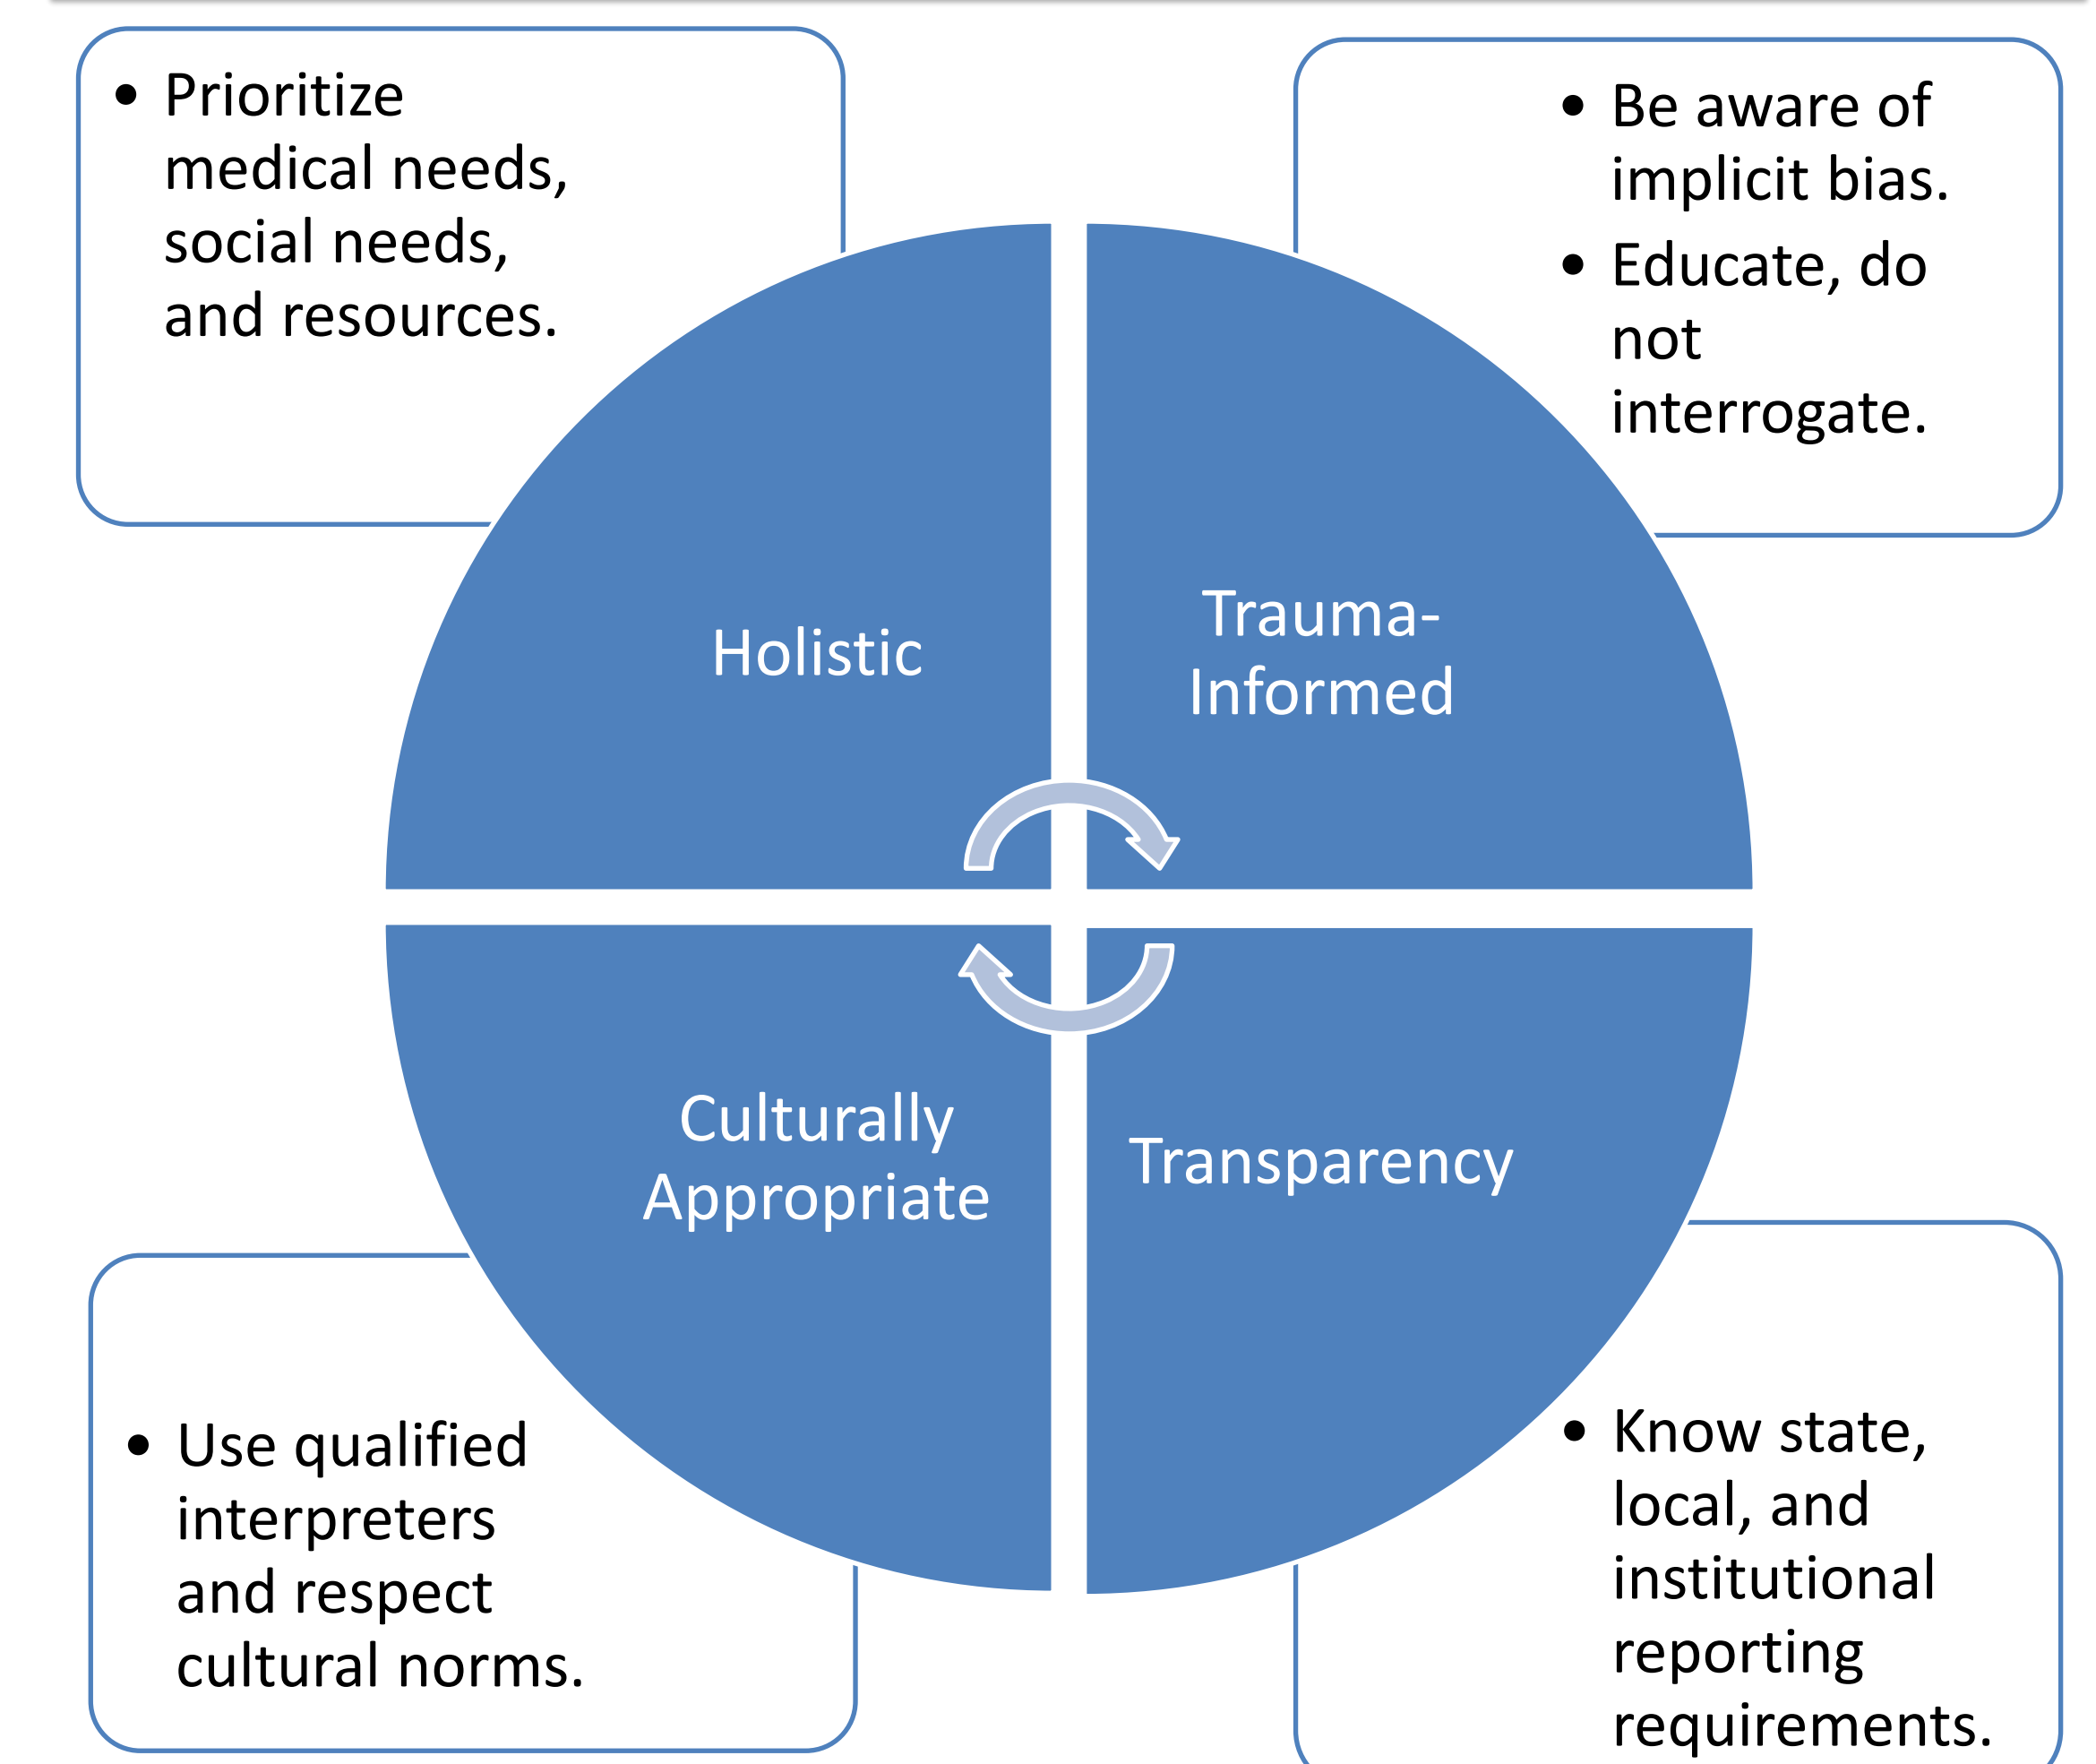 • Prioritize
medical needs,
social needs,
and resources.
• Be aware of
implicit bias.
• Educate, do
not
interrogate.
Holistic
Trauma-
Informed
Culturally
Appropriate
Transparency
• Use qualified
interpreters
and respect
cultural norms.
• Know state,
local, and
institutional
reporting
requirements.